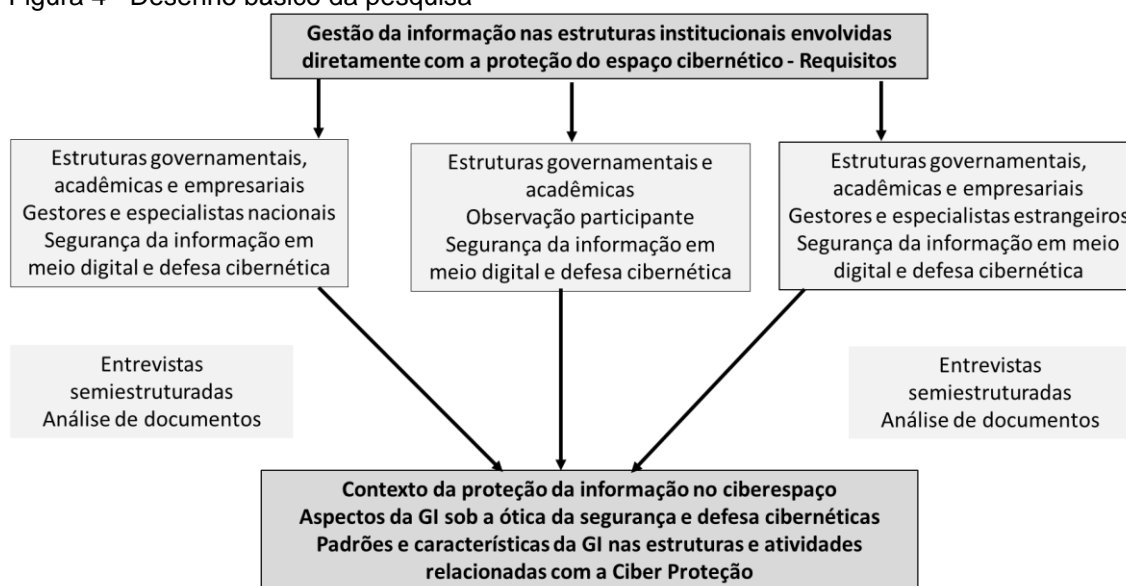 Figura 4 - Desenho básico da pesquisa
Gestão da informação nas estruturas institucionais envolvidas
diretamente com a proteção do espaço cibernético - Requisitos
Estruturas governamentais,
acadêmicas e empresariais
Gestores e especialistas nacionais
Segurança da informação em
meio digital e defesa cibernética
Estruturas governamentais e
acadêmicas
Observação participante
Segurança da informação em
meio digital e defesa cibernética
Estruturas governamentais,
acadêmicas e empresariais
Gestores e especialistas estrangeiros
Segurança da informação em meio
digital e defesa cibernética
Entrevistas
semiestruturadas
Análise de documentos
Entrevistas
semiestruturadas
Análise de documentos
Contexto da proteção da informação no ciberespaço
Aspectos da GI sob a ótica da segurança e defesa cibernéticas
Padrões e características da GI nas estruturas e atividades
relacionadas com a Ciber Proteção